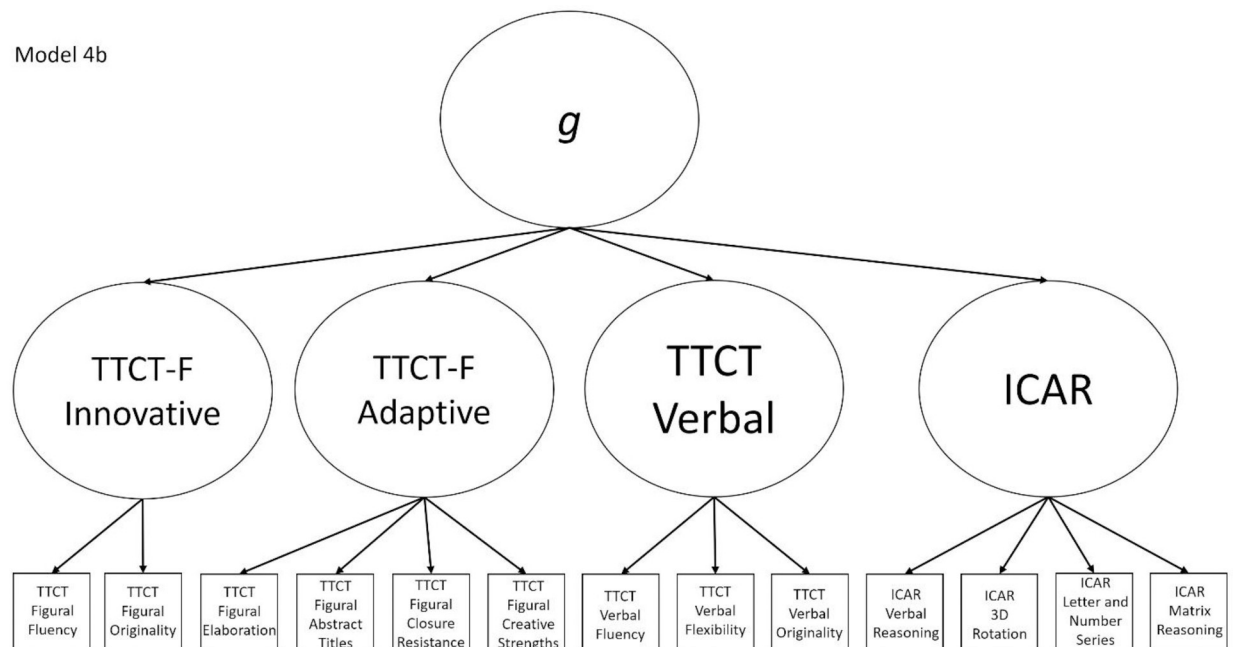 Model 4b
g
TTCT-F
Innovative
TTCT-F
Adaptive
TTCT
Verbal
ICAR
TTCT
Figural
Fluency
TTCT
Figural
Originality
TTCT
Figural
Elaboration
TTCT
Figural
Abstract
Titles
TTCT
Figural
Closure
Resistance
TTCT
Figural
Creative
Strengths
TTCT
Verbal
Fluency
TTCT
Verbal
Flexibility
TTCT
Verbal
Originality
ICAR
Verbal
Reasoning
ICAR
3D
Rotation
ICAR
Letter and
Number
Series
ICAR
Matrix
Reasoning